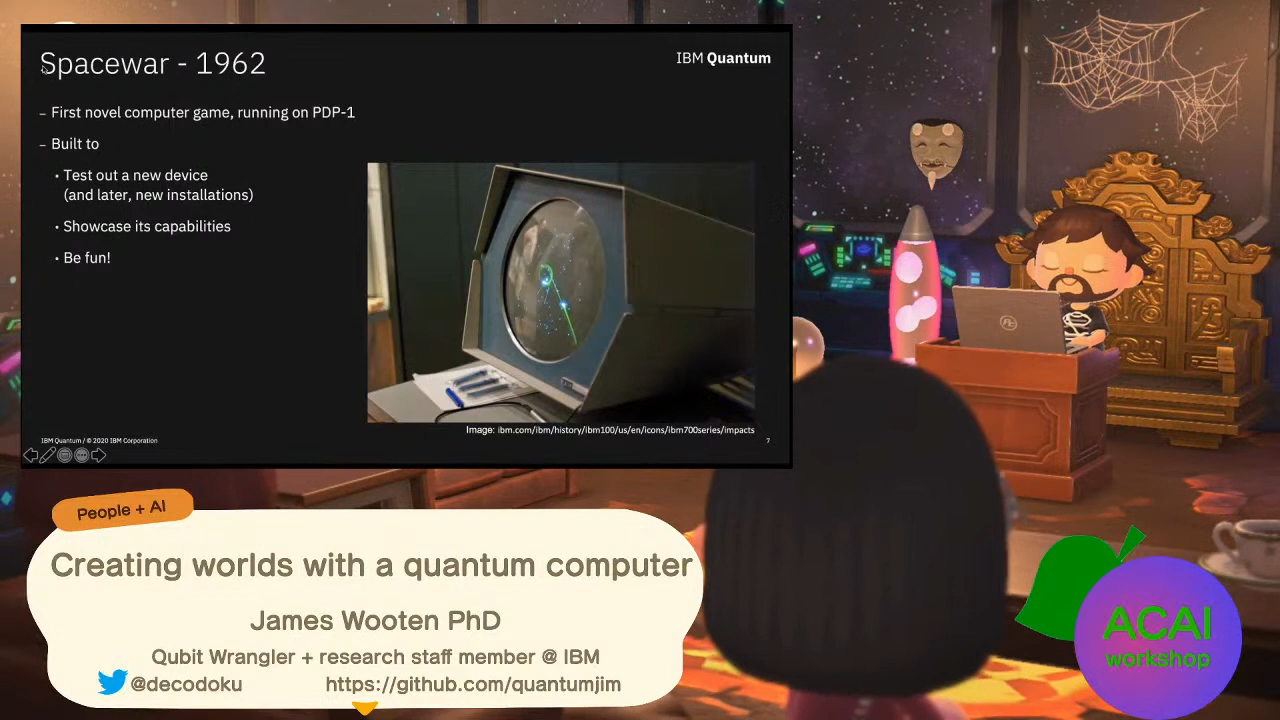 Spacewar - 1962
IBM Quantum
– First novel computer game, running on PDP-1
– Built to
• Test out a new device
(and later, new installations)
• Showcase its capabilities
• Be fun!
Image: ibm.com/ibm/history/ibm100/us/en/icons/ibm700series/impacts
IBM Quantum / © 2020 IBM Corporation
7
People + AI
Creating worlds with a quantum computer
James Wooten PhD
Qubit Wrangler + research staff member @ IBM
@decodoku
https://github.com/quantumjim
ACAI
workshop